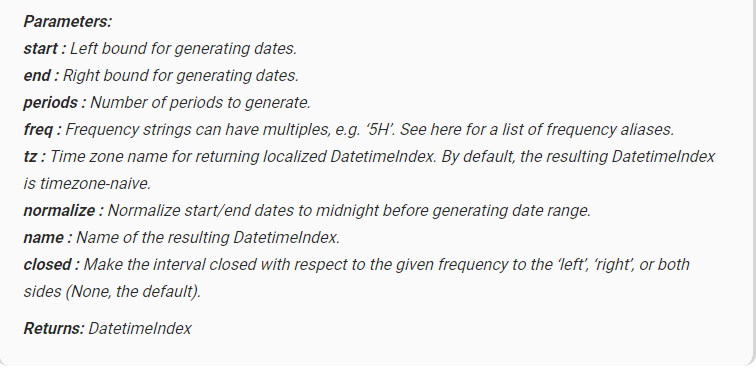 Parameters:
start : Left bound for generating dates.
end : Right bound for generating dates.
periods : Number of periods to generate.
freq : Frequency strings can have multiples, e.g. ‘5H’. See here for a list of frequency aliases.
tz : Time zone name for returning localized DatetimeIndex. By default, the resulting DatetimeIndex
is timezone-naive.
normalize : Normalize start/end dates to midnight before generating date range.
name : Name of the resulting DatetimeIndex.
closed : Make the interval closed with respect to the given frequency to the ‘left’, ‘right’, or both
sides (None, the default).
Returns: DatetimeIndex